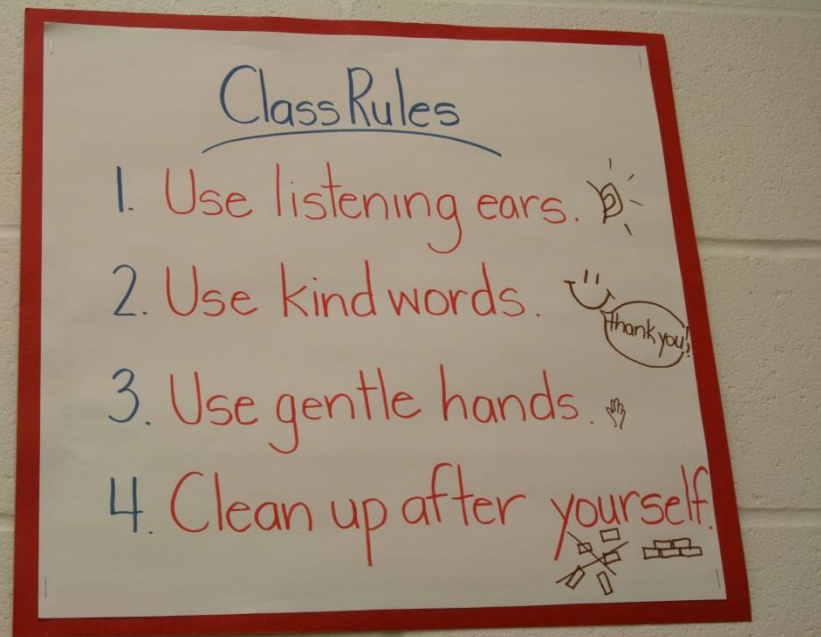 Class Rules
1. Use listening ears.
2. Use kind words.
thank you!
3. Use gentle hands.
4. Clean up after yourself.